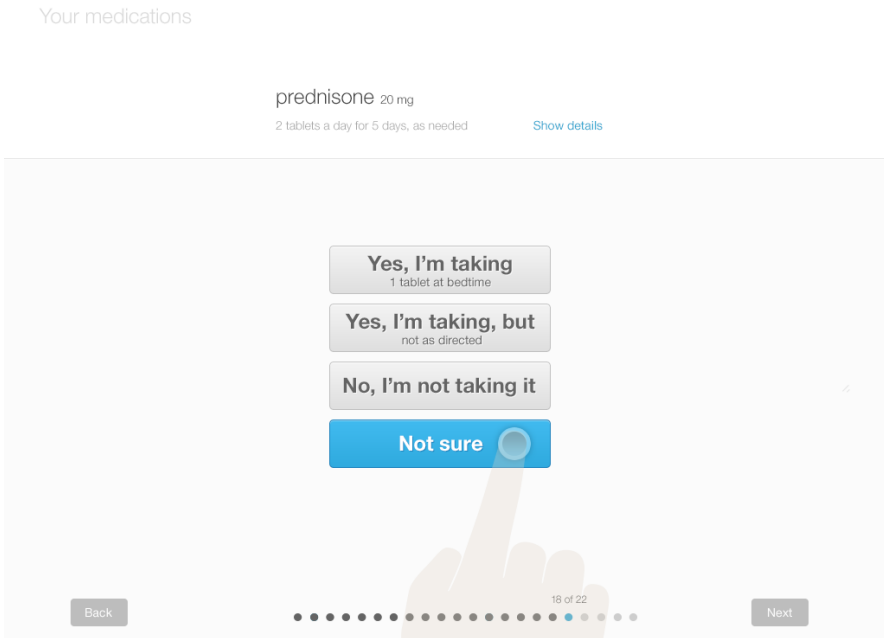 Your medications
prednisone 20 mg
2 tablets a day for 5 days, as needed Show details
Yes, I'm taking
1 tablet at bedtime
Yes, I'm taking, but
not as directed
No, I'm not taking it
Not sure
18 of 22
Back Next